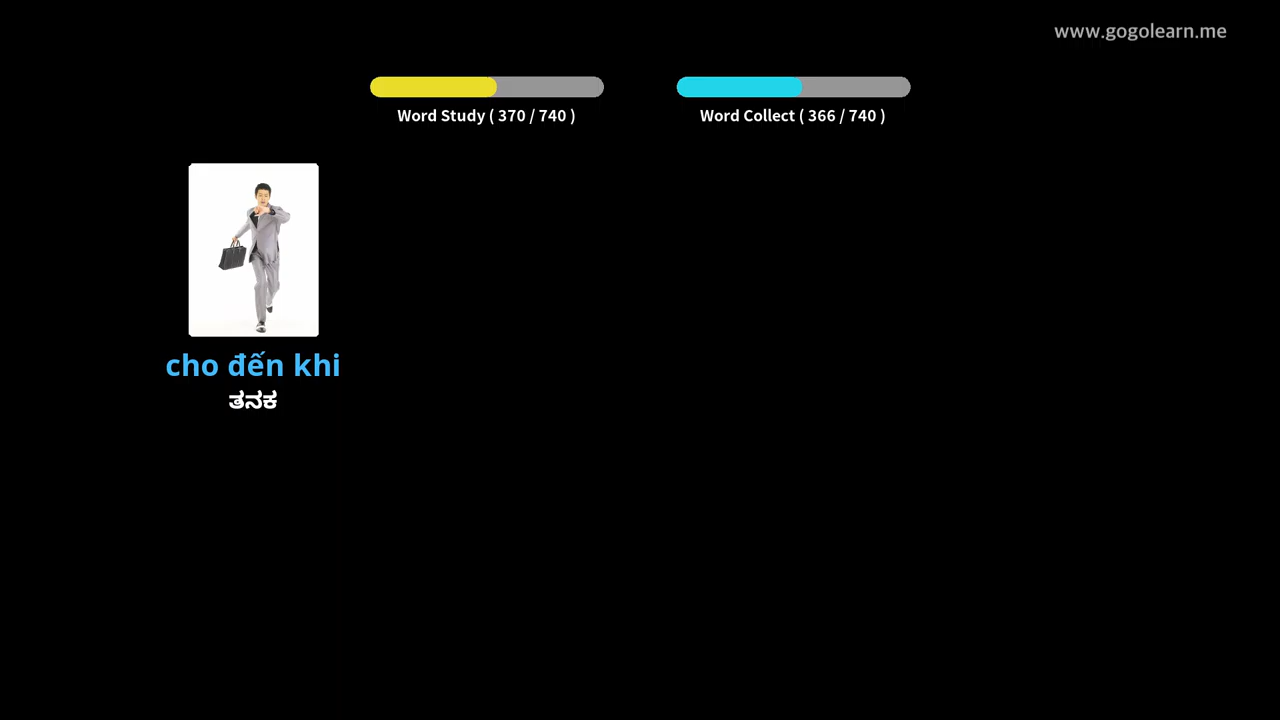 www.gogolearn.me
Word Study ( 370 / 740 )
Word Collect ( 366 / 740 )
cho đến khi
ತನಕ